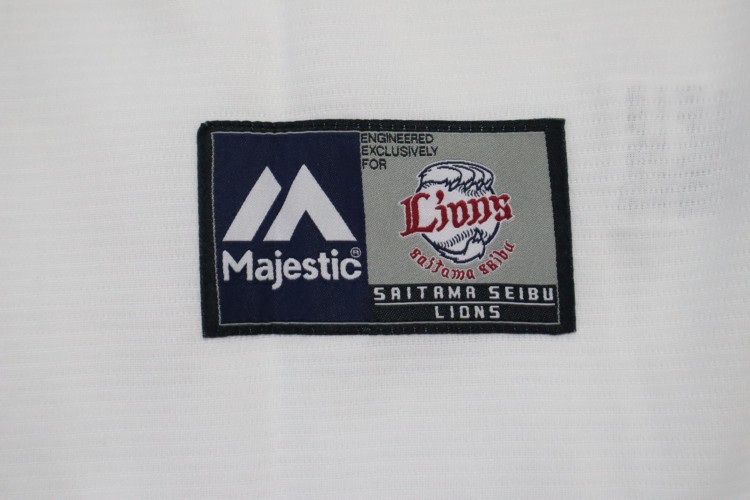 Majestic®
ENGINEERED
EXCLUSIVELY
FOR
Lions
saitama seibu
SAITAMA SEIBU
LIONS